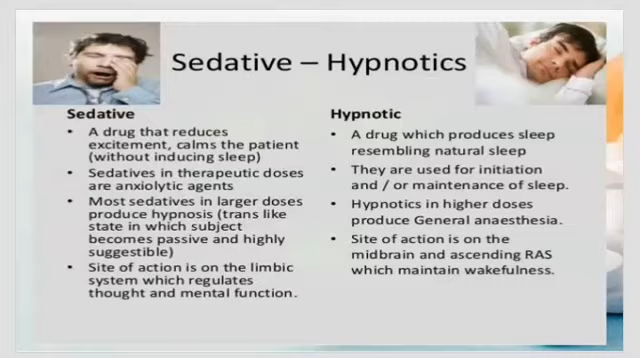 Sedative – Hypnotics
Sedative
• A drug that reduces
excitement, calms the patient
(without inducing sleep)
• Sedatives in therapeutic doses
are anxiolytic agents
• Most sedatives in larger doses
produce hypnosis (trans like
state in which subject
becomes passive and highly
suggestible)
• Site of action is on the limbic
system which regulates
thought and mental function.
Hypnotic
• A drug which produces sleep
resembling natural sleep
• They are used for initiation
and / or maintenance of sleep.
• Hypnotics in higher doses
produce General anaesthesia.
• Site of action is on the
midbrain and ascending RAS
which maintain wakefulness.